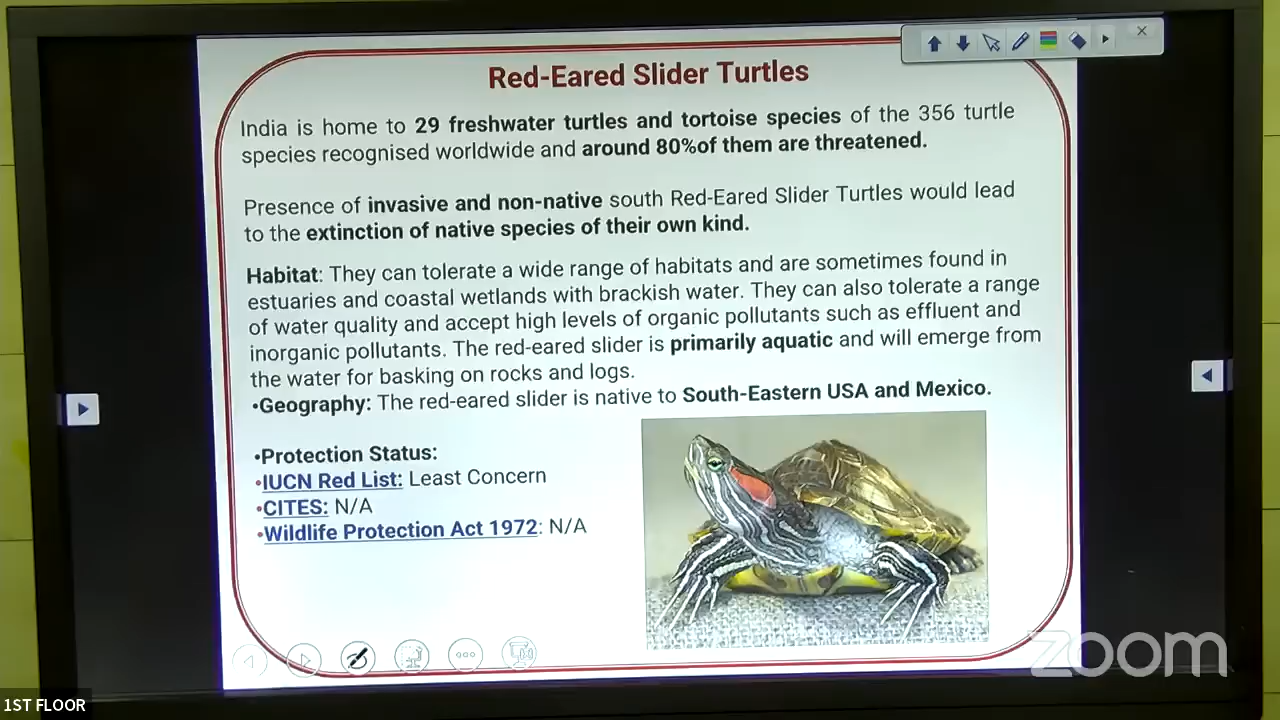 Red-Eared Slider Turtles
India is home to 29 freshwater turtles and tortoise species of the 356 turtle
species recognised worldwide and around 80%of them are threatened.
Presence of invasive and non-native south Red-Eared Slider Turtles would lead
to the extinction of native species of their own kind.
Habitat: They can tolerate a wide range of habitats and are sometimes found in
estuaries and coastal wetlands with brackish water. They can also tolerate a range
of water quality and accept high levels of organic pollutants such as effluent and
inorganic pollutants. The red-eared slider is primarily aquatic and will emerge from
the water for basking on rocks and logs.
•Geography: The red-eared slider is native to South-Eastern USA and Mexico.
•Protection Status:
•IUCN Red List: Least Concern
•CITES: N/A
•Wildlife Protection Act 1972: N/A
zoom
1ST FLOOR